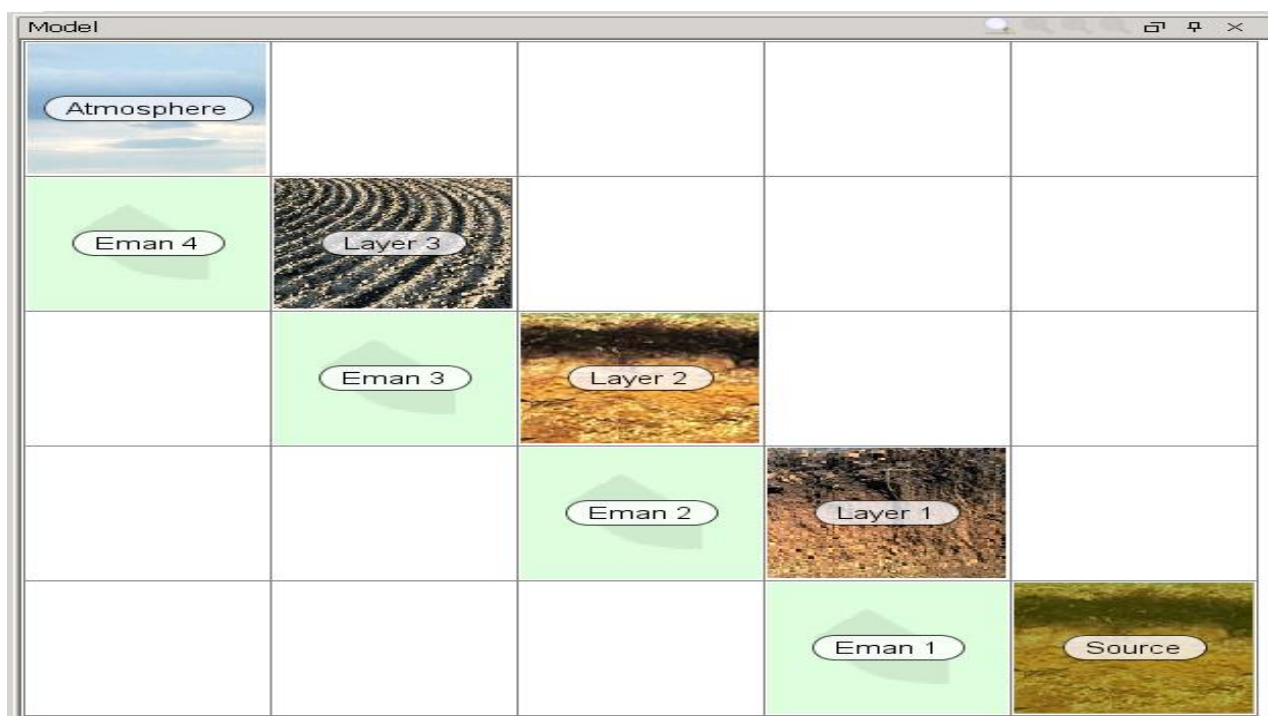 Model
Atmosphere
Eman 4
Layer 3
Eman 3
Layer 2
Eman 2
Layer 1
Eman 1
Source